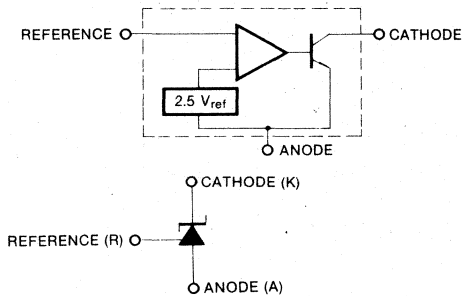 REFERENCE
CATHODE
2.5 Vref
ANODE
CATHODE (K)
REFERENCE (R)
ANODE (A)